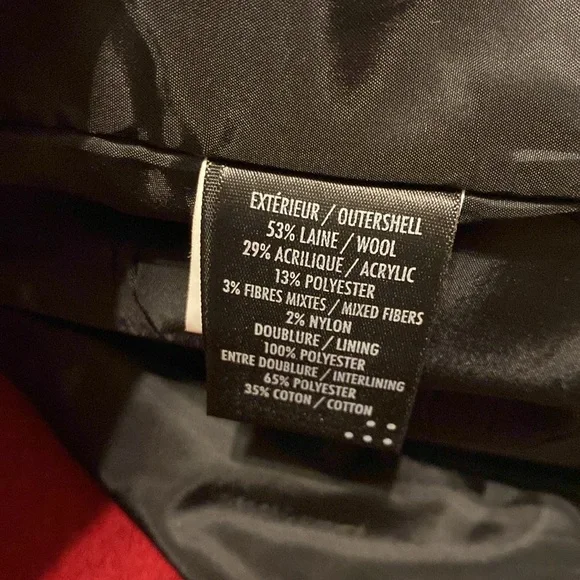 EXTÉRIEUR / OUTERSHELL
53% LAINE / WOOL
29% ACRILIQUE / ACRYLIC
13% POLYESTER
3% FIBRES MIXTES / MIXED FIBERS
2% NYLON
DOUBLURE / LINING
100% POLYESTER
ENTRE DOUBLURE / INTERLINING
65% POLYESTER
35% COTON / COTTON